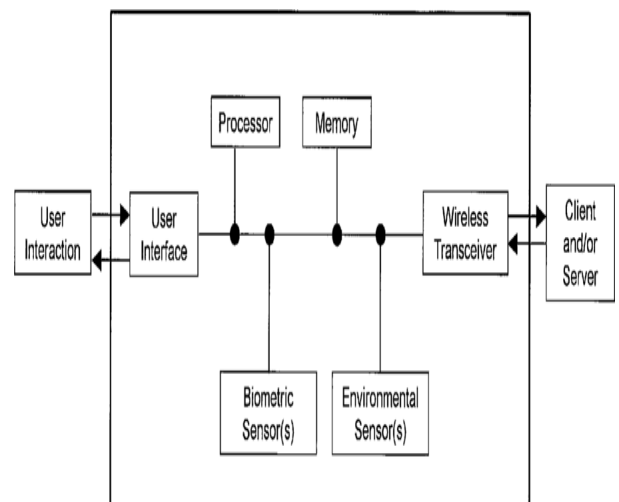 Processor
Memory
User
Interaction
User
Interface
Wireless
Transceiver
Client
and/or
Server
Biometric
Sensor(s)
Environmental
Sensor(s)